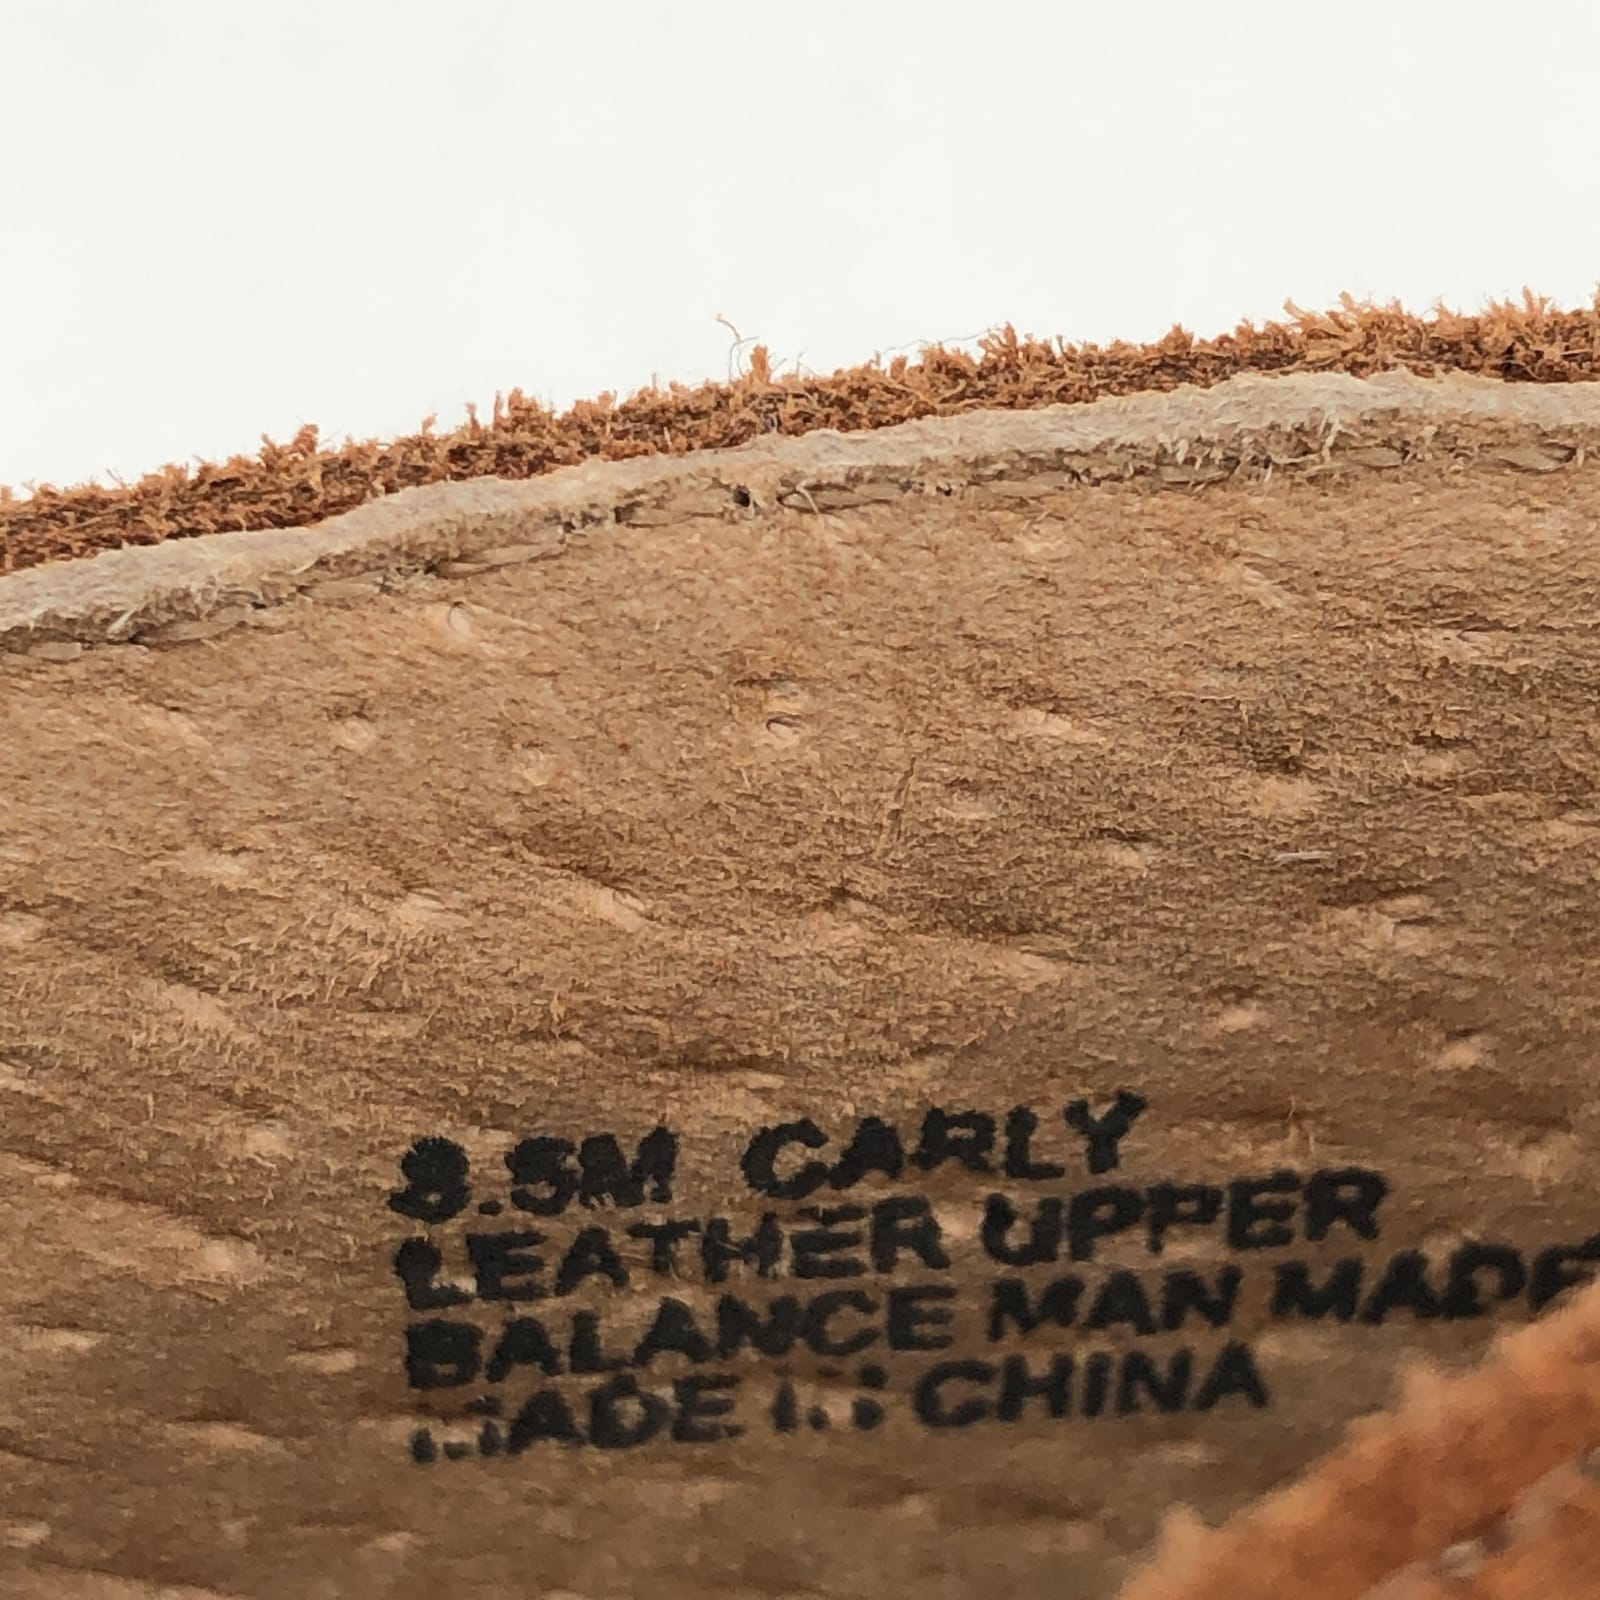 8.5M CARLY
LEATHER UPPER
BALANCE MAN MADE
MADE IN CHINA